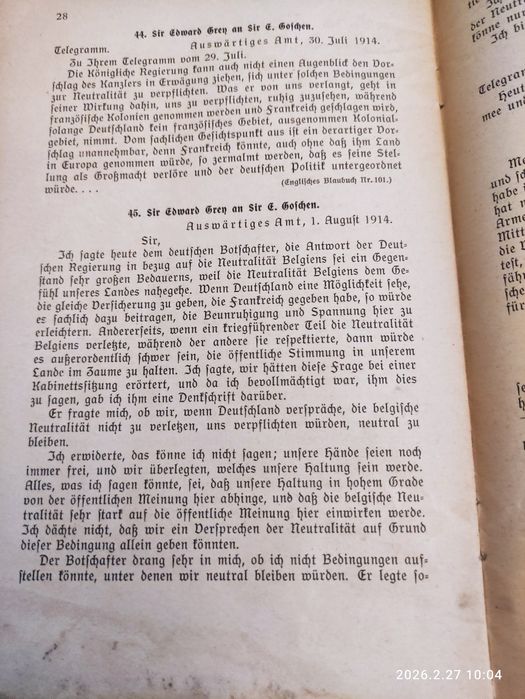 28
44. Sir Edward Grey an Sir E. Goschen.
Telegramm.
Auswärtiges Amt, 30. Juli 1914.
Zu Ihrem Telegramm vom 29. Juli.
Die Königliche Regierung kann auch nicht einen Augenblick den Vor-
schlag des Kanzlers in Erwägung ziehen, sich unter solchen Bedingungen
zur Neutralität zu verpflichten. Was er von uns verlangt, geht in
seiner Wirkung dahin, uns zu verpflichten, ruhig zuzusehen, während
französische Kolonien genommen werden und Frankreich geschlagen wird,
solange Deutschland kein französisches Gebiet, ausgenommen Kolonial-
gebiet, nimmt. Vom sachlichen Gesichtspunkt aus ist ein derartiger Vor-
schlag unannehmbar, denn Frankreich könnte, auch ohne daß ihm Land
in Europa genommen würde, so zermalmt werden, daß es seine Stel-
lung als Großmacht verlöre und der deutschen Politik untergeordnet
würde. . . .
(Englisches Blaubuch Nr. 101.)
45. Sir Edward Grey an Sir E. Goschen.
Auswärtiges Amt, 1. August 1914.
Sir,
Ich sagte heute dem deutschen Botschafter, die Antwort der Deut-
schen Regierung in bezug auf die Neutralität Belgiens sei ein Gegen-
stand sehr großen Bedauerns, weil die Neutralität Belgiens dem Ge-
fühl unseres Landes nahegehe. Wenn Deutschland eine Möglichkeit sehe,
die gleiche Versicherung zu geben, die Frankreich gegeben habe, so würde
es sachlich dazu beitragen, die Beunruhigung und Spannung hier zu
erleichtern. Andererseits, wenn ein kriegführender Teil die Neutralität
Belgiens verletzte, während der andere sie respektierte, dann würde
es außerordentlich schwer sein, die öffentliche Stimmung in unserem
Lande im Zaume zu halten. Ich sagte, wir hätten diese Frage bei einer
Kabinettssitzung erörtert, und da ich bevollmächtigt war, ihm dies
zu sagen, gab ich ihm eine Denkschrift darüber.
Er fragte mich, ob wir, wenn Deutschland verspräche, die belgische
Neutralität nicht zu verletzen, uns verpflichten würden, neutral zu
bleiben.
Ich erwiderte, das könne ich nicht sagen; unsere Hände seien noch
immer frei, und wir überlegten, welches unsere Haltung sein werde.
Alles, was ich sagen könnte, sei, daß unsere Haltung in hohem Grade
von der öffentlichen Meinung hier abhinge, und daß die belgische Neu-
tralität sehr stark auf die öffentliche Meinung hier einwirken werde.
Ich dächte nicht, daß wir ein Versprechen der Neutralität auf Grund
dieser Bedingung allein geben könnten.
Der Botschafter drang sehr in mich, ob ich nicht Bedingungen auf-
stellen könnte, unter denen wir neutral bleiben würden. Er legte so-
2026.2.27 10:04